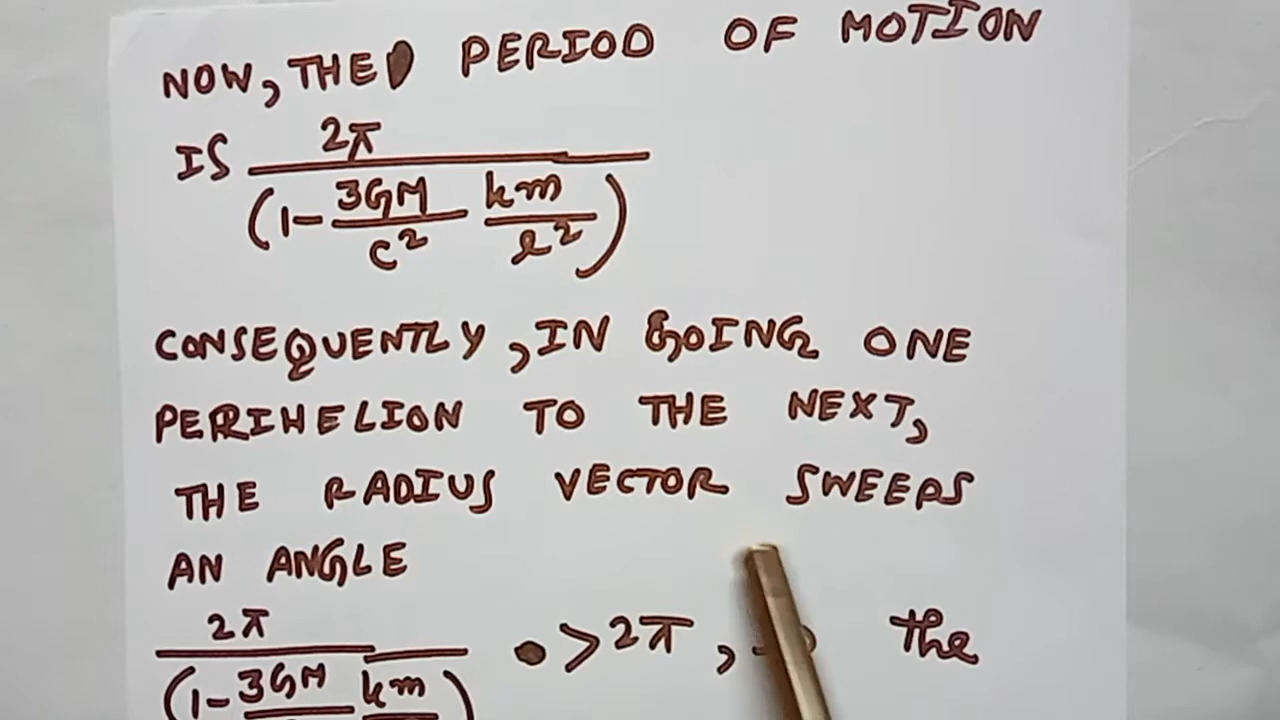 NOW, THE PERIOD OF MOTION
IS 2π
(1- 3GM km)
c² l²
CONSEQUENTLY, IN GOING ONE
PERIHELION TO THE NEXT,
THE RADIUS VECTOR SWEEPS
AN ANGLE
2π
> 2π, the
(1- 3GM km)